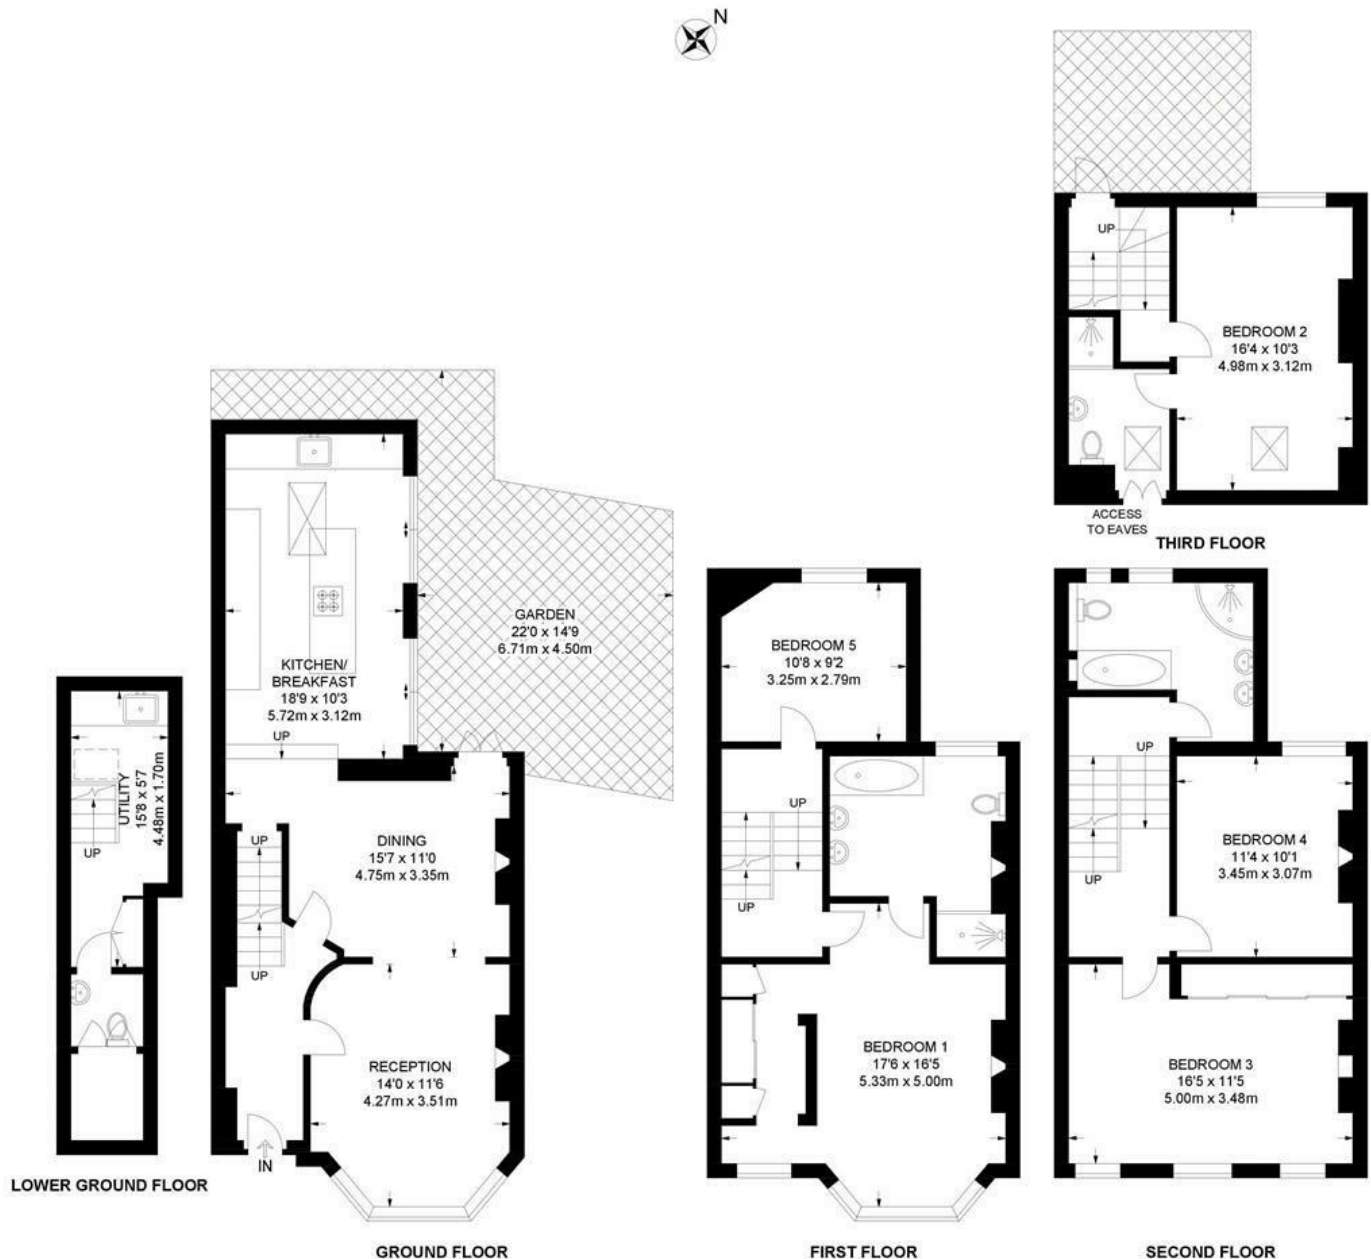 N
UP
BEDROOM 2
16'4 x 10'3
4.98m x 3.12m
ACCESS
TO EAVES
THIRD FLOOR
GARDEN
22'0 x 14'9
6.71m x 4.50m
KITCHEN/
BREAKFAST
18'9 x 10'3
5.72m x 3.12m
UP
UP
DINING
15'7 x 11'0
4.75m x 3.35m
UP
RECEPTION
14'0 x 11'6
4.27m x 3.51m
IN
GROUND FLOOR
UTILITY
15'8 x 5'7
4.48m x 1.70m
UP
LOWER GROUND FLOOR
BEDROOM 5
10'8 x 9'2
3.25m x 2.79m
UP
UP
BEDROOM 1
17'6 x 16'5
5.33m x 5.00m
FIRST FLOOR
UP
UP
BEDROOM 4
11'4 x 10'1
3.45m x 3.07m
BEDROOM 3
16'5 x 11'5
5.00m x 3.48m
SECOND FLOOR